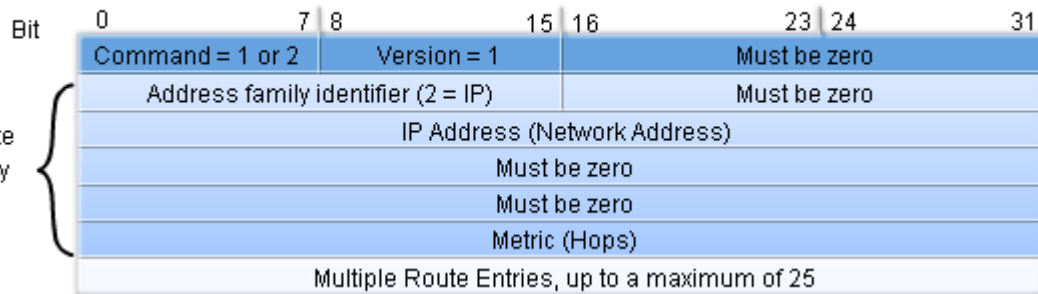 Bit 0 7 8 15 16 23 24 31
Command = 1 or 2 Version = 1 Must be zero
Address family identifier (2 = IP) Must be zero
IP Address (Network Address)
Must be zero
Must be zero
Metric (Hops)
Multiple Route Entries, up to a maximum of 25